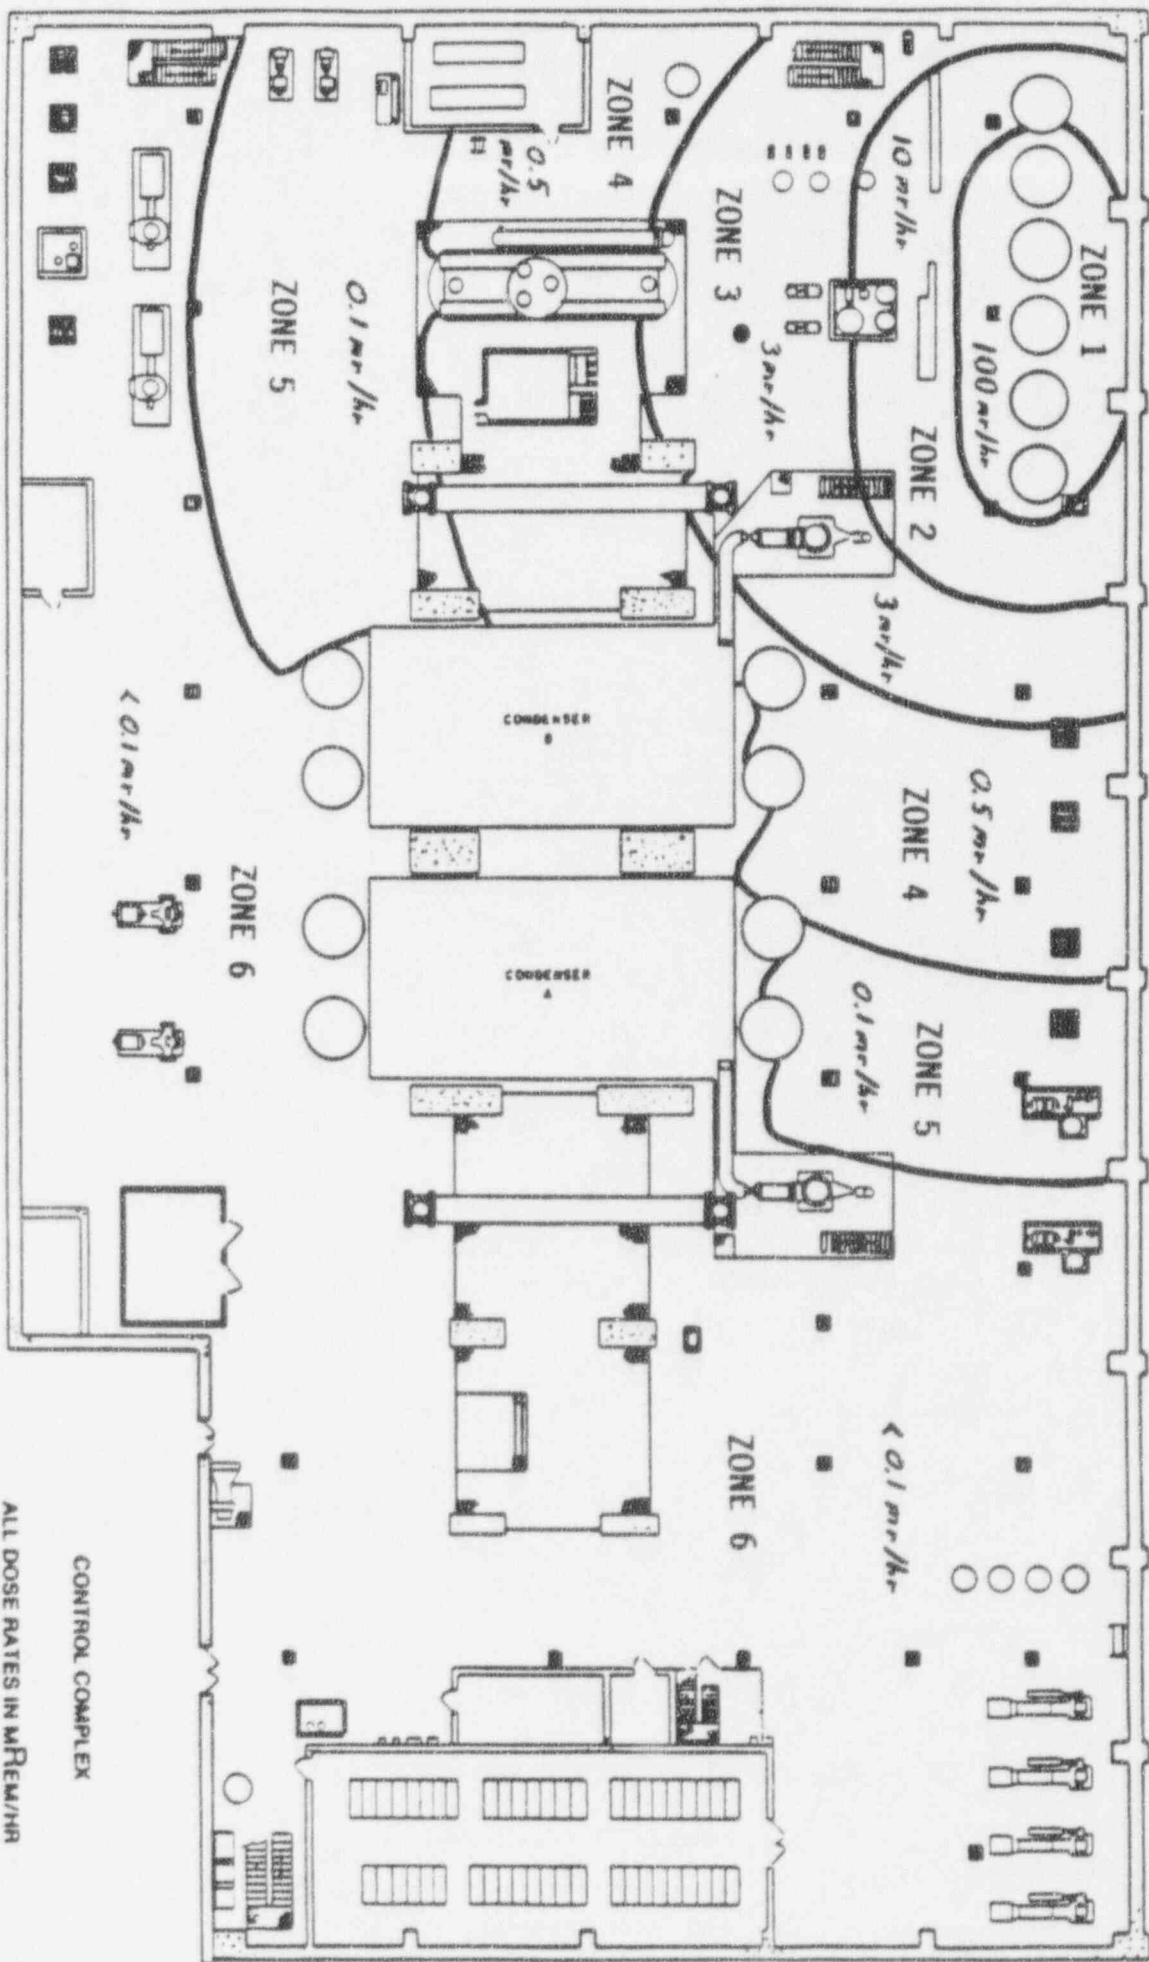 ZONE 1
100 mr/hr
0.5 mr/hr
ZONE 2
ZONE 4
ZONE 5
10 mr/hr
3 mr/hr
< 0.1 mr/hr
0.1 mr/hr
3 mr/hr
ZONE 3
ZONE 6
ZONE 4
0.5
mr/hr
CONDENSER
B
CONDENSER
A
0.1 mr/hr
ZONE 5
ZONE 6
< 0.1 mr/hr
CONTROL COMPLEX
ALL DOSE RATES IN MREM/HR